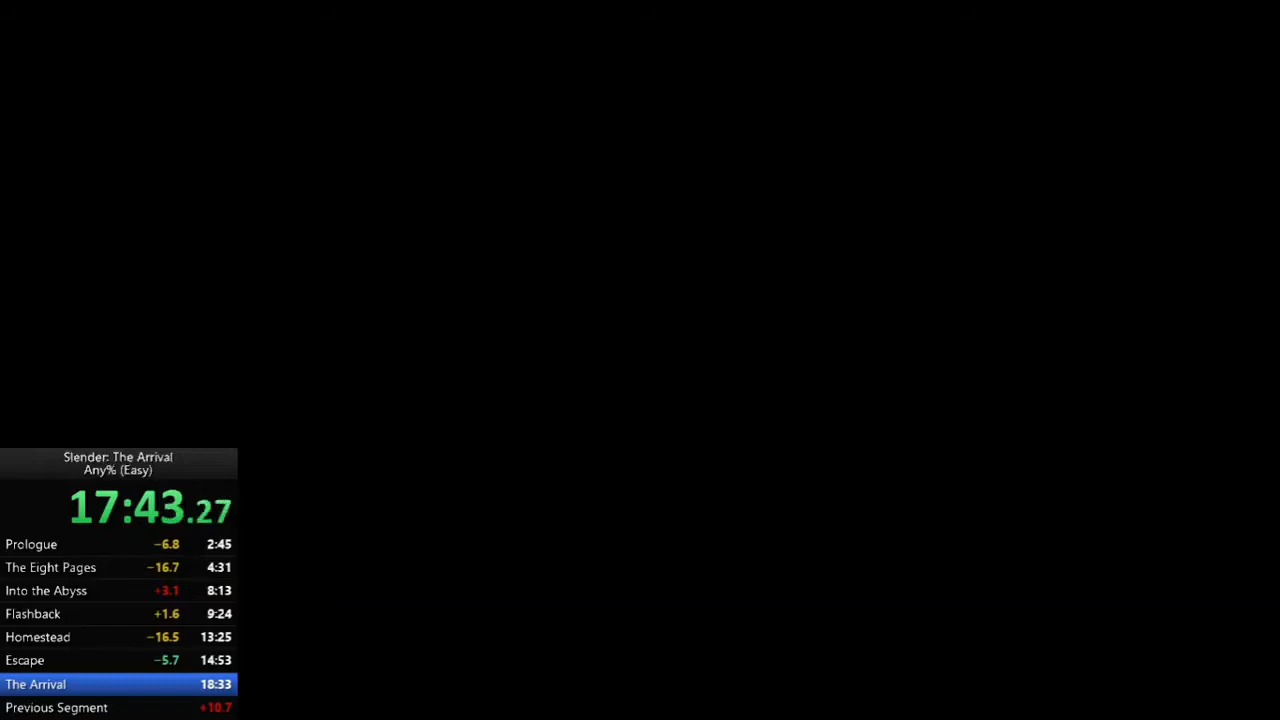 Slender: The Arrival
Any% (Easy)
17:43.27
Prologue −6.8 2:45
The Eight Pages −16.7 4:31
Into the Abyss +3.1 8:13
Flashback +1.6 9:24
Homestead −16.5 13:25
Escape −5.7 14:53
The Arrival 18:33
Previous Segment +10.7